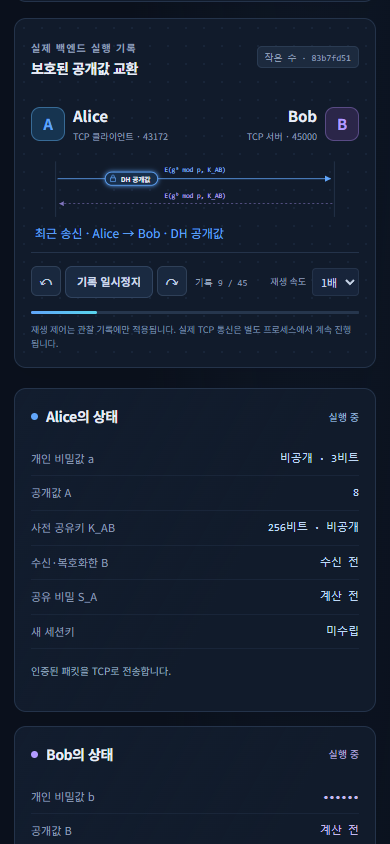 실제 백엔드 실행 기록
보호된 공개값 교환
작은 수 · 83b7fd51
A
Alice
TCP 클라이언트 · 43172
Bob
TCP 서버 · 45000
B
E(gᵃ mod p, K_AB)
DH 공개값
E(gᵇ mod p, K_AB)
최근 송신 · Alice → Bob · DH 공개값
기록 일시정지
기록 9 / 45
재생 속도
1배
재생 제어는 관찰 기록에만 적용됩니다. 실제 TCP 통신은 별도 프로세스에서 계속 진행
됩니다.
Alice의 상태
실행 중
개인 비밀값 a
비공개 · 3비트
공개값 A
8
사전 공유키 K_AB
256비트 · 비공개
수신·복호화한 B
수신 전
공유 비밀 S_A
계산 전
새 세션키
미수립
인증된 패킷을 TCP로 전송합니다.
Bob의 상태
실행 중
개인 비밀값 b
••••••
공개값 B
계산 전